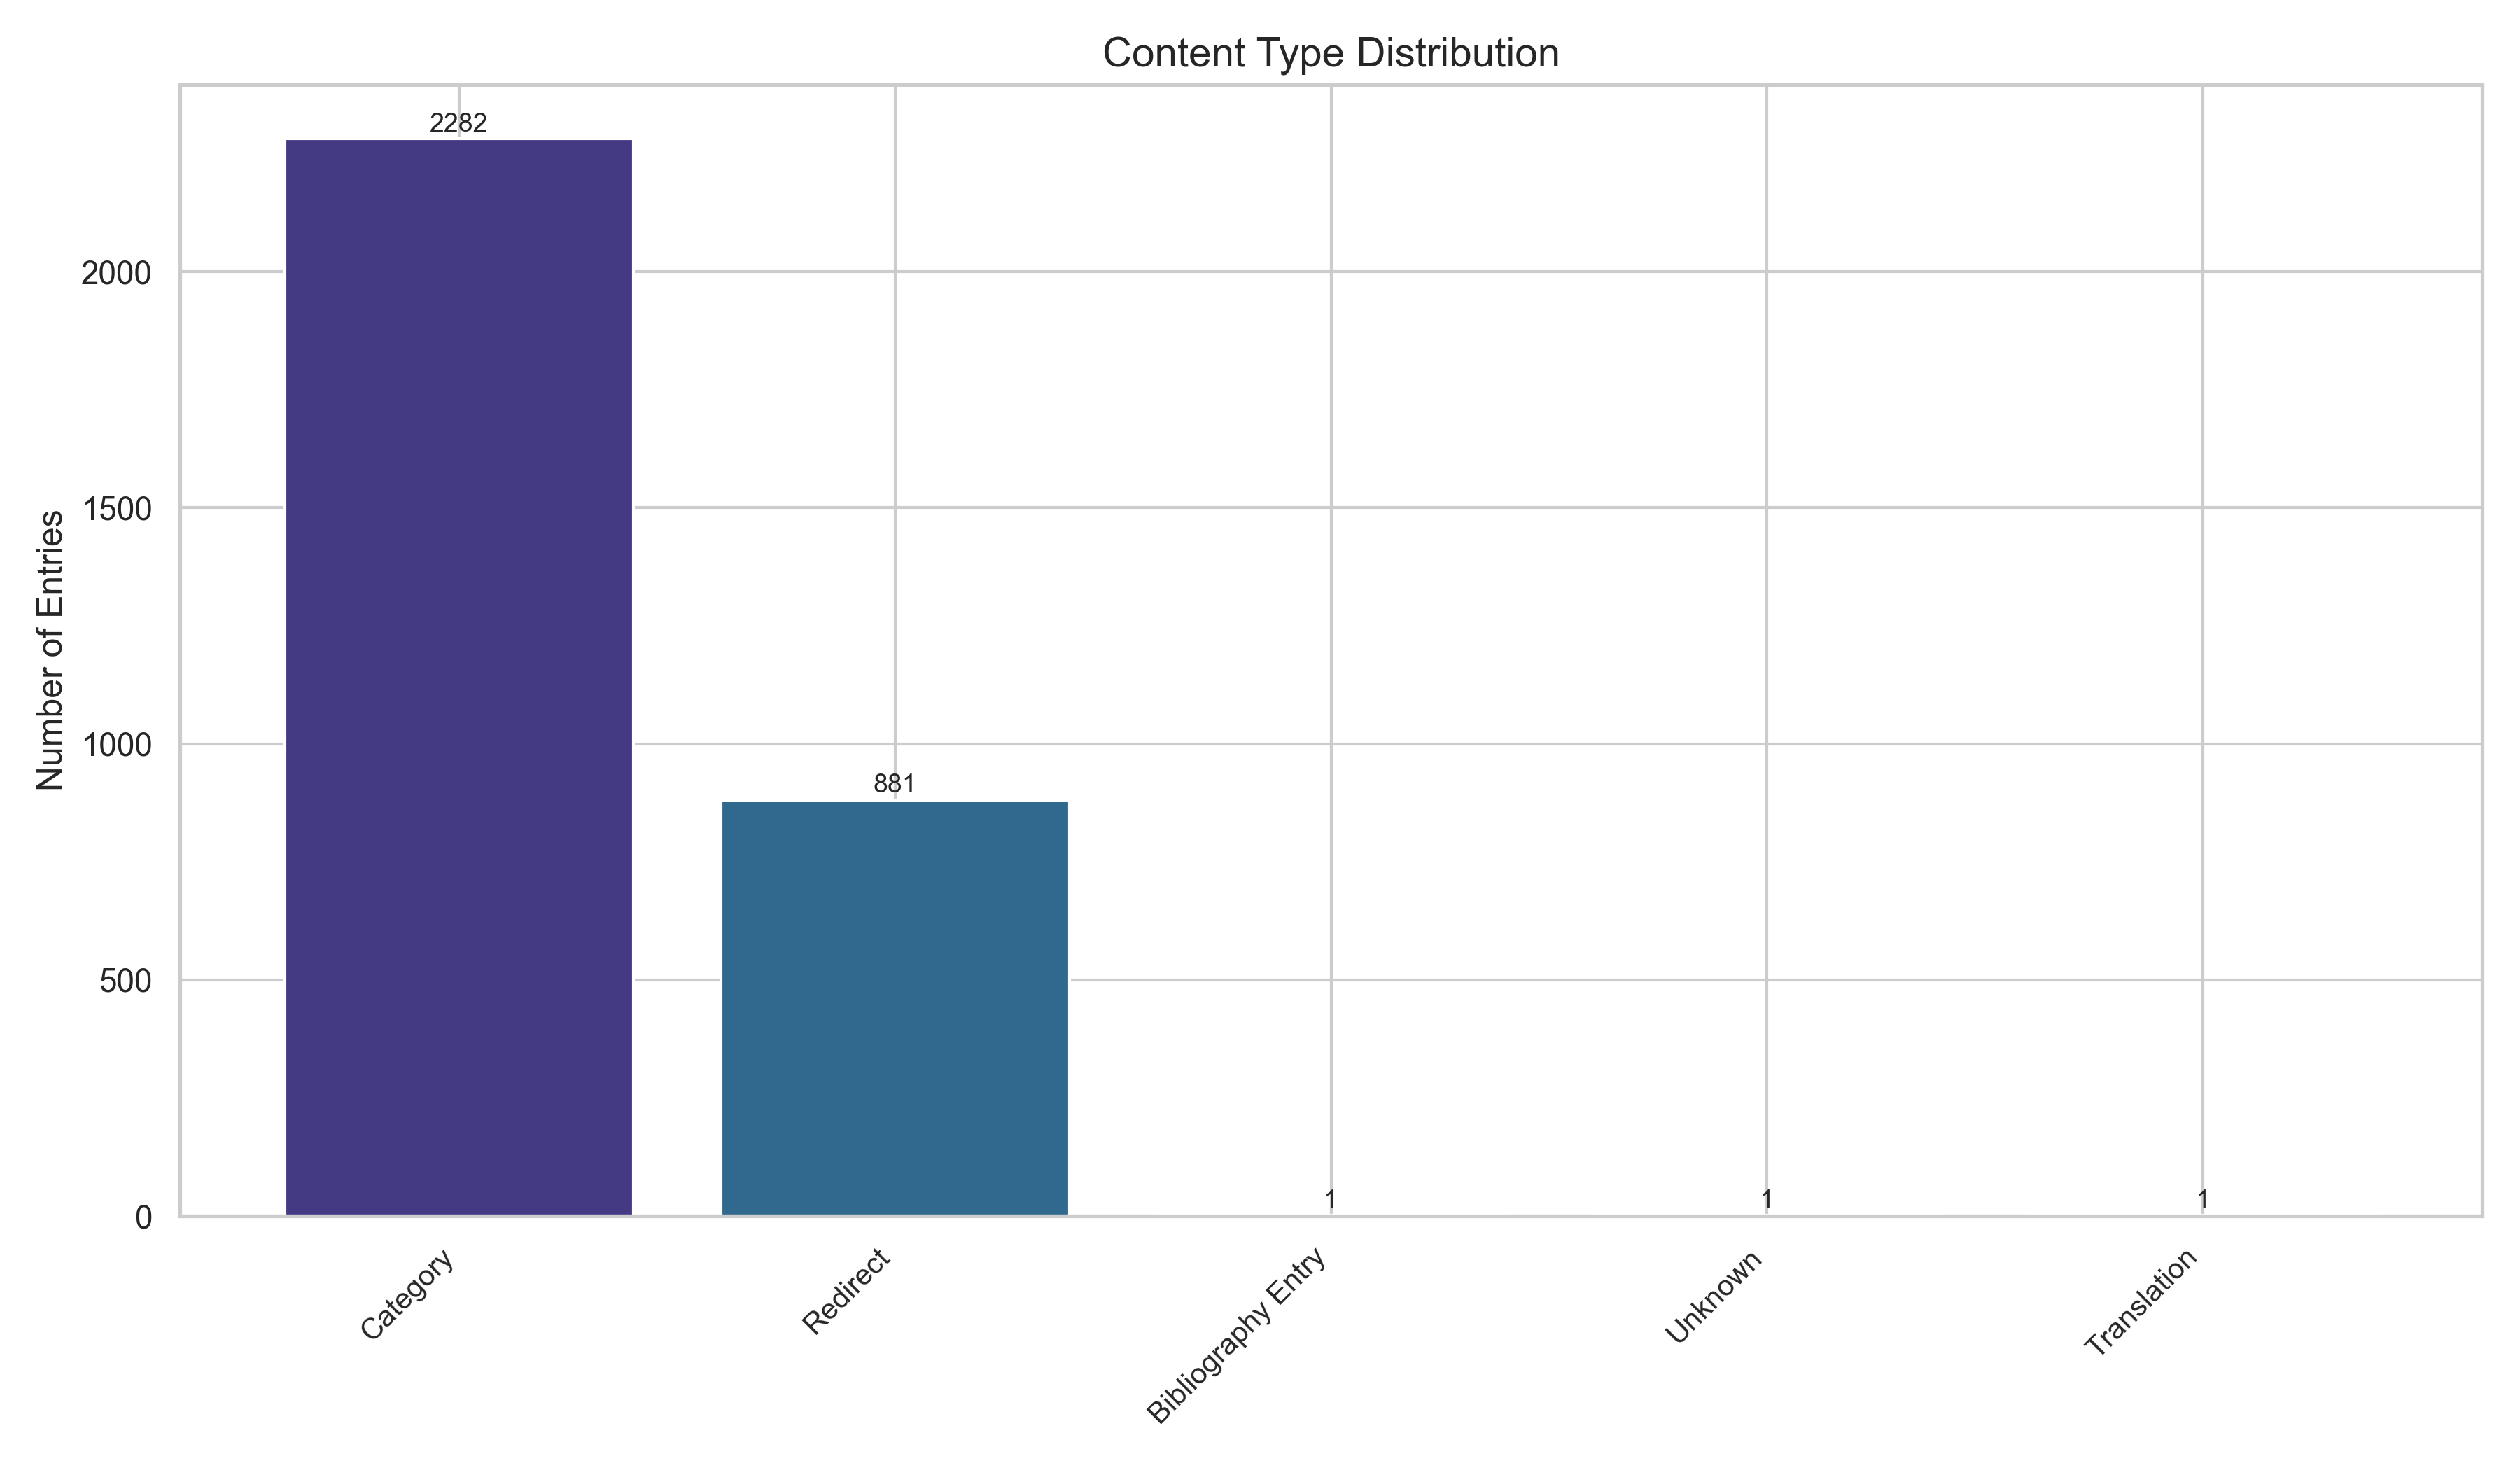 Content Type Distribution
2282
2000
1500
1000
881
500
1
1
1
0
Number of Entries
Category
Redirect
Bibliography Entry
Unknown
Translation